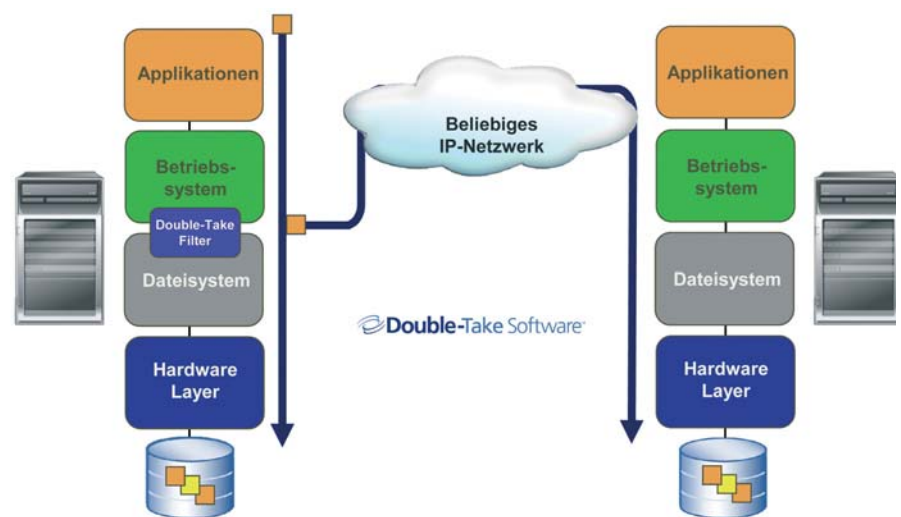 Applikationen
Betriebs-
system
Double-Take
Filter
Dateisystem
Hardware
Layer
Beliebiges
IP-Netzwerk
Double-Take Software
Applikationen
Betriebs-
system
Dateisystem
Hardware
Layer